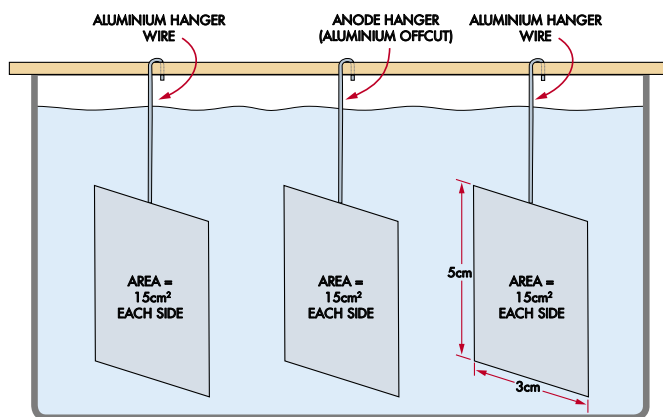 ALUMINIUM HANGER
WIRE
ANODE HANGER
(ALUMINIUM OFFCUT)
ALUMINIUM HANGER
WIRE
AREA =
15cm²
EACH SIDE
AREA =
15cm²
EACH SIDE
5cm
AREA =
15cm²
EACH SIDE
3cm